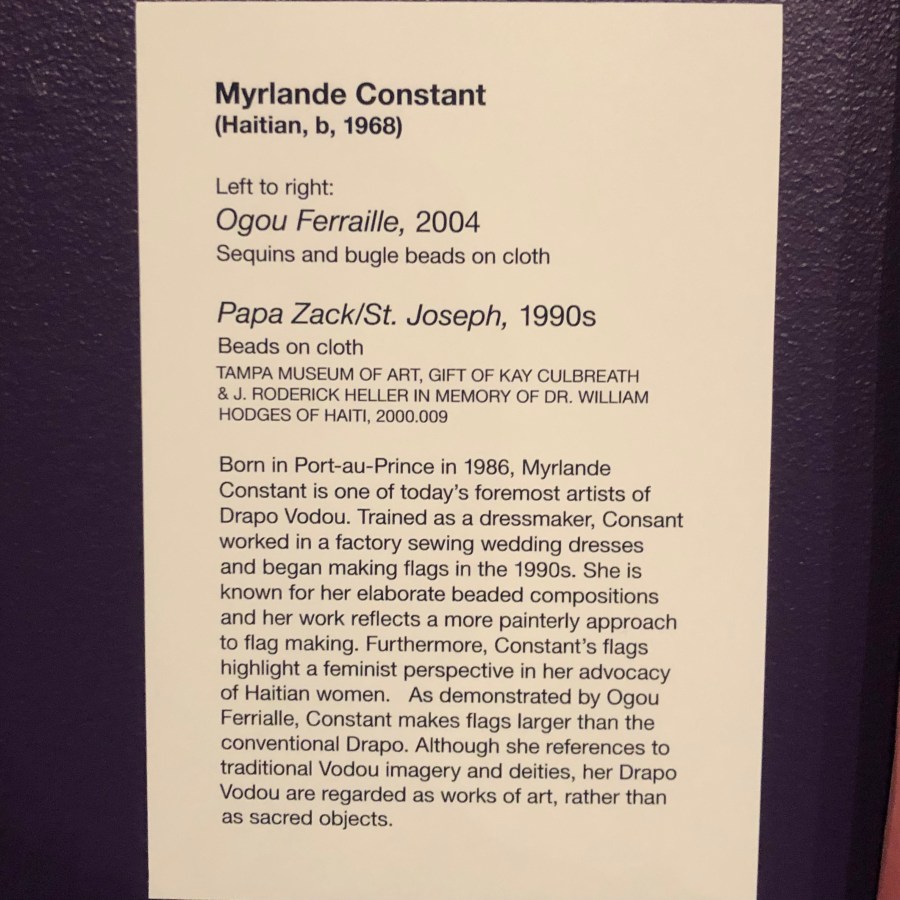 Myrlande Constant
(Haitian, b, 1968)
Left to right:
Ogou Ferraille, 2004
Sequins and bugle beads on cloth
Papa Zack/St. Joseph, 1990s
Beads on cloth
TAMPA MUSEUM OF ART, GIFT OF KAY CULBREATH
& J. RODERICK HELLER IN MEMORY OF DR. WILLIAM
HODGES OF HAITI, 2000.009
Born in Port-au-Prince in 1986, Myrlande
Constant is one of today's foremost artists of
Drapo Vodou. Trained as a dressmaker, Consant
worked in a factory sewing wedding dresses
and began making flags in the 1990s. She is
known for her elaborate beaded compositions
and her work reflects a more painterly approach
to flag making. Furthermore, Constant's flags
highlight a feminist perspective in her advocacy
of Haitian women.   As demonstrated by Ogou
Ferrialle, Constant makes flags larger than the
conventional Drapo. Although she references to
traditional Vodou imagery and deities, her Drapo
Vodou are regarded as works of art, rather than
as sacred objects.